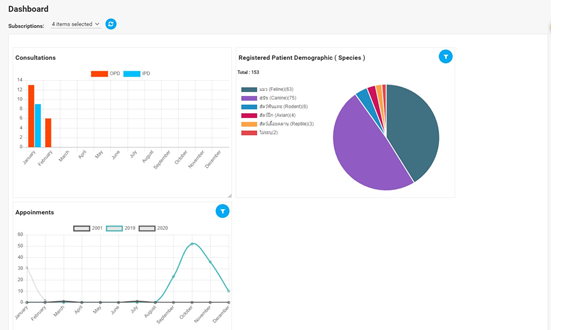 Dashboard
Subscriptions: 4 items selected
Consultations
OPD IPD
14
12
10
8
6
4
2
0
January February March April May June July August September October November December
Registered Patient Demographic ( Species )
Total : 153
แมว (Feline)(63)
สุนัข (Canine)(75)
สัตว์ฟันแทะ (Rodent)(6)
สัตว์ปีก (Avian)(4)
สัตว์เลื้อยคลาน (Reptile)(3)
(2)
Appoinments
2001 2019 2020
60
50
40
30
20
10
0
January February March April May June July August September October November December